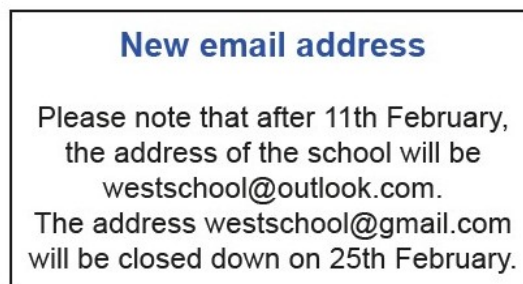 New email address
Please note that after 11th February,
the address of the school will be
westschool@outlook.com.
The address westschool@gmail.com
will be closed down on 25th February.